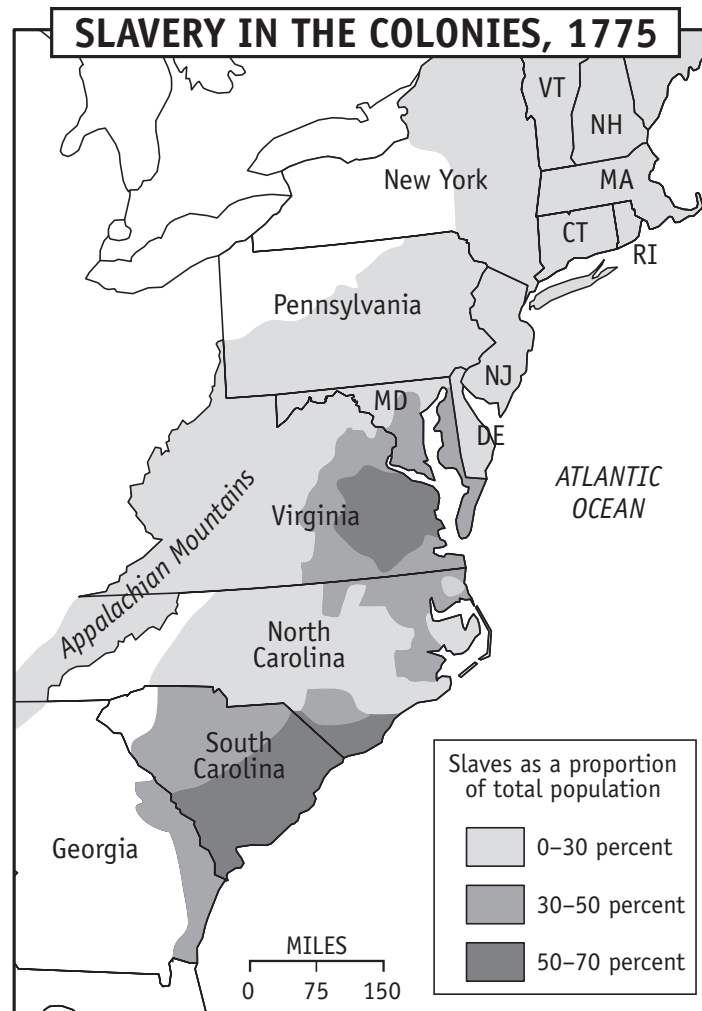 SLAVERY IN THE COLONIES, 1775
VT
NH
New York
MA
CT
RI
Pennsylvania
NJ
MD
DE
ATLANTIC
OCEAN
Virginia
Appalachian Mountains
North
Carolina
South
Carolina
Georgia
Slaves as a proportion
of total population
0–30 percent
30–50 percent
50–70 percent
MILES
0 75 150